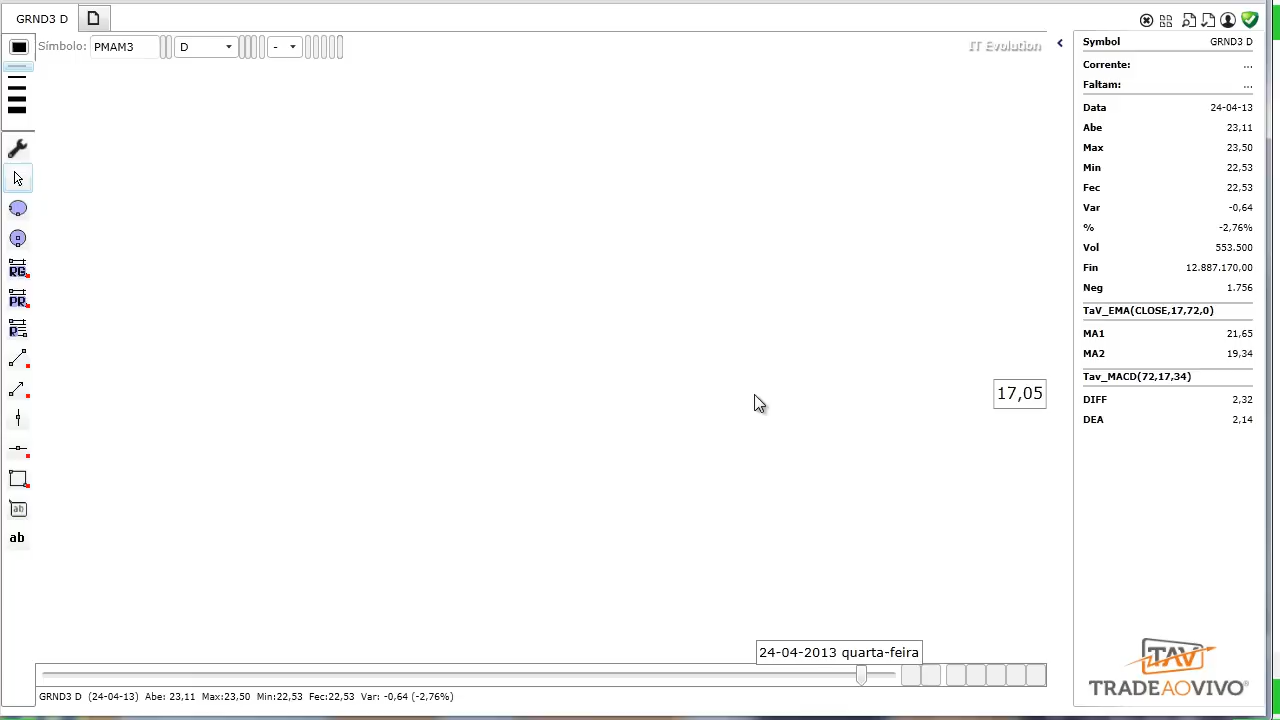 GRND3 D
Símbolo: PMAM3 D -
IT Evolution
Symbol GRND3 D
Corrente: ...
Faltam: ...
Data 24-04-13
Abe 23,11
Max 23,50
Min 22,53
Fec 22,53
Var -0,64
% -2,76%
Vol 553.500
Fin 12.887.170,00
Neg 1.756
TaV_EMA(CLOSE,17,72,0)
MA1 21,65
MA2 19,34
Tav_MACD(72,17,34)
DIFF 2,32
DEA 2,14
RG
PR
P
ab
ab
17,05
24-04-2013 quarta-feira
GRND3 D (24-04-13) Abe: 23,11 Max:23,50 Min:22,53 Fec:22,53 Var: -0,64 (-2,76%)
TAV
TRADEAOVIVO®